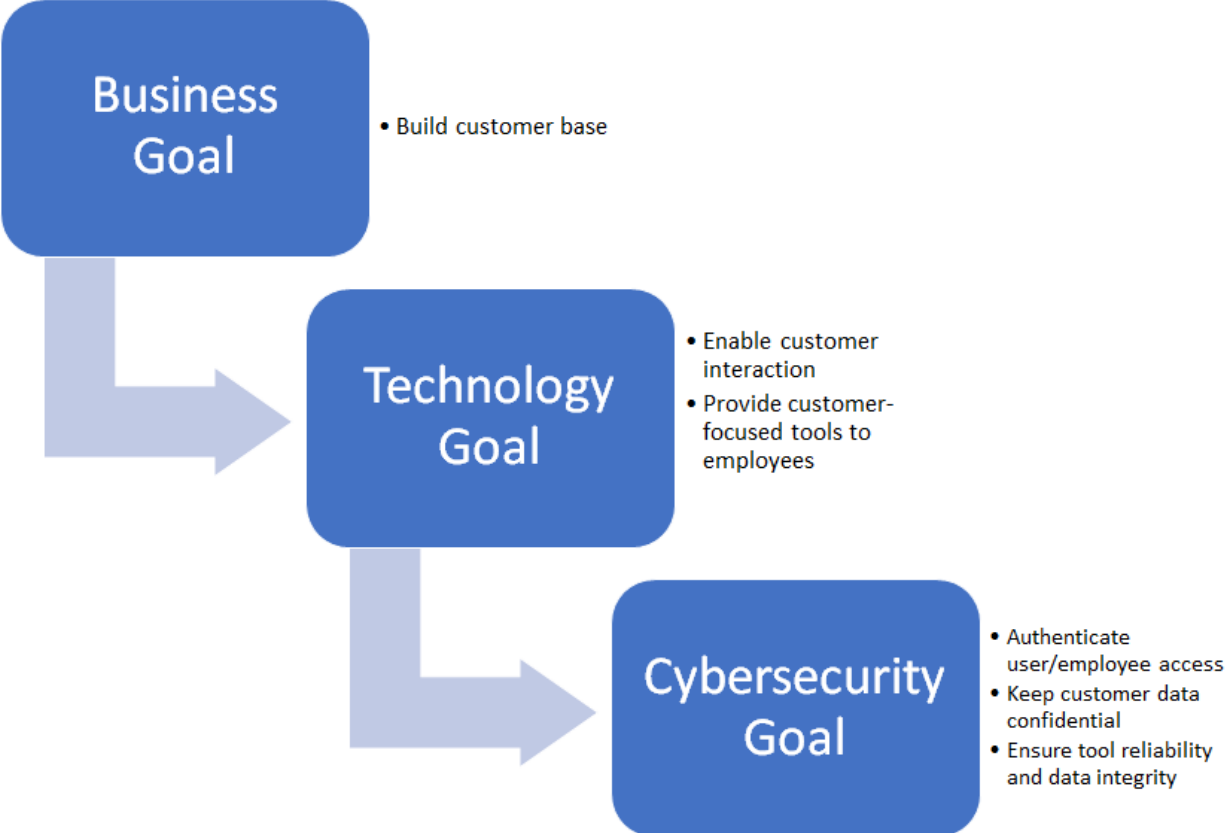 Business
Goal
• Build customer base
Technology
Goal
• Enable customer
interaction
• Provide customer-
focused tools to
employees
Cybersecurity
Goal
• Authenticate
user/employee access
• Keep customer data
confidential
• Ensure tool reliability
and data integrity